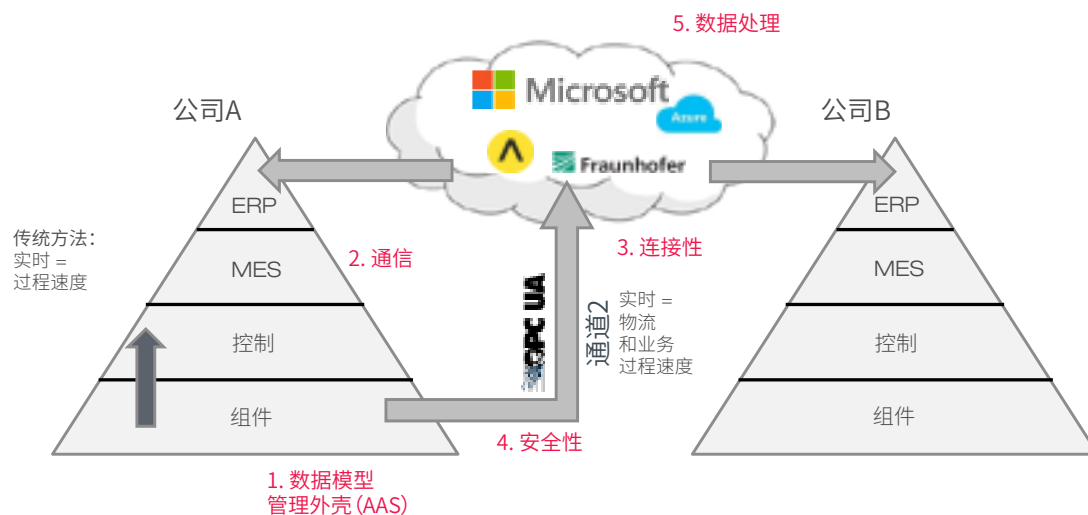 5. 数据处理
Microsoft
Azure
Fraunhofer
公司A
公司B
ERP
MES
控制
组件
传统方法：
实时 =
过程速度
2. 通信
3. 连接性
OPC UA
通道2
实时 =
物流
和业务
过程速度
4. 安全性
1. 数据模型
管理外壳（AAS）
ERP
MES
控制
组件